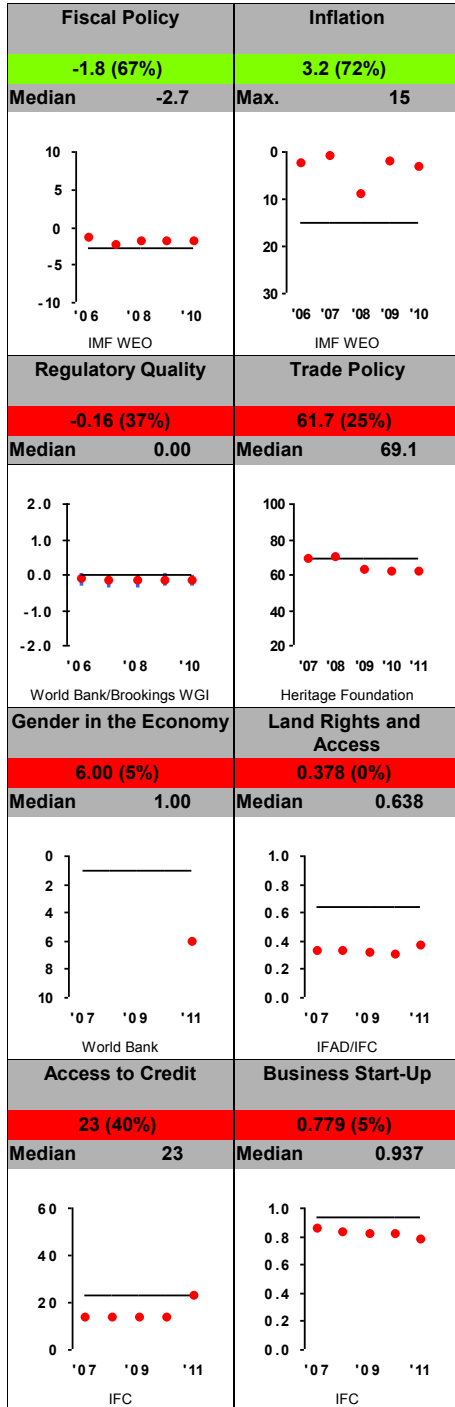 Fiscal Policy
-1.8 (67%)
Median -2.7
10
5
0
-5
-10
'06 '08 '10
IMF WEO
Inflation
3.2 (72%)
Max. 15
0
10
20
30
'06 '07 '08 '09 '10
IMF WEO
Regulatory Quality
-0.16 (37%)
Median 0.00
2.0
1.0
0.0
-1.0
-2.0
'06 '08 '10
World Bank/Brookings WGI
Trade Policy
61.7 (25%)
Median 69.1
100
80
60
40
20
'07 '08 '09 '10 '11
Heritage Foundation
Gender in the Economy
6.00 (5%)
Median 1.00
0
2
4
6
8
10
'07 '09 '11
World Bank
Land Rights and
Access
0.378 (0%)
Median 0.638
1.0
0.8
0.6
0.4
0.2
0.0
'07 '09 '11
IFAD/IFC
Access to Credit
23 (40%)
Median 23
60
40
20
0
'07 '09 '11
IFC
Business Start-Up
0.779 (5%)
Median 0.937
1.0
0.8
0.6
0.4
0.2
0.0
'07 '09 '11
IFC